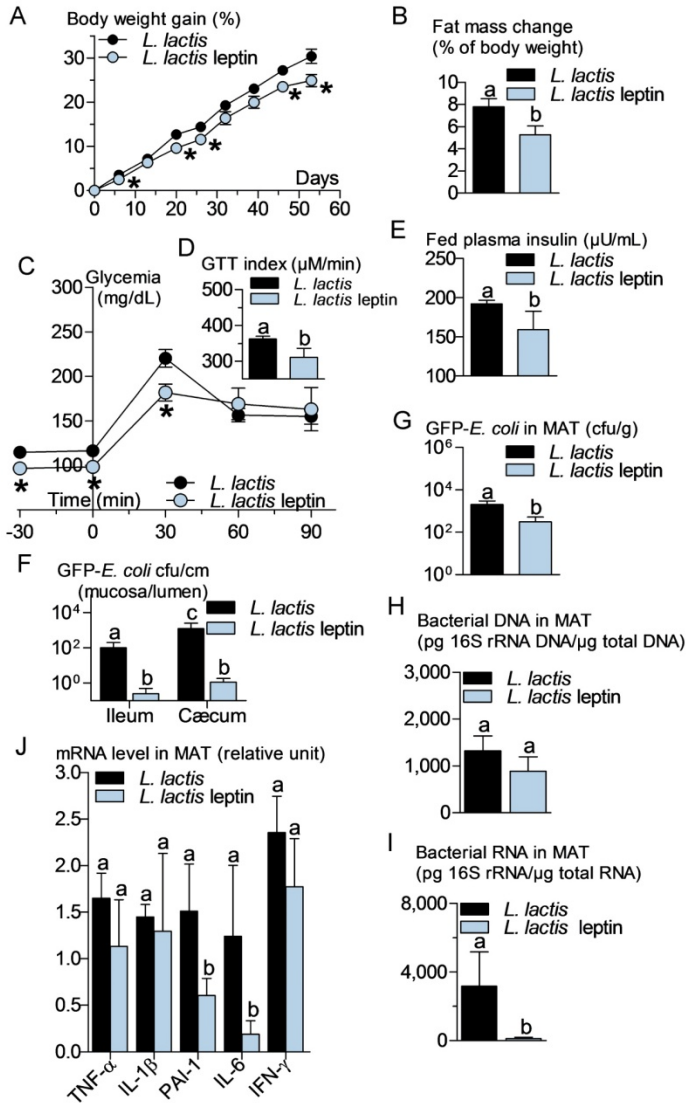 A
Body weight gain (%)
L. lactis
L. lactis leptin
30
20
10
0
* * * * *
Days
0 10 20 30 40 50 60
B
Fat mass change
(% of body weight)
L. lactis
L. lactis leptin
8
6
4
2
0
a b
C
Glycemia
(mg/dL)
250
200
150
100
* * *
L. lactis
L. lactis leptin
Time (min)
-30 0 30 60 90
D
GTT index (µM/min)
L. lactis
L. lactis leptin
350
350
300
a b
E
Fed plasma insulin (µU/mL)
L. lactis
L. lactis leptin
200
150
100
a b
F
GFP-E. coli cfu/cm
(mucosa/lumen)
L. lactis
L. lactis leptin
10⁴
10²
10⁰
a b c b
Ileum Cæcum
G
GFP-E. coli in MAT (cfu/g)
L. lactis
L. lactis leptin
10⁶
10⁴
10²
10⁰
a b
H
Bacterial DNA in MAT
(pg 16S rRNA DNA/µg total DNA)
L. lactis
L. lactis leptin
3,000
2,000
1,000
0
a a
I
Bacterial RNA in MAT
(pg 16S rRNA/µg total RNA)
L. lactis
L. lactis leptin
8,000
4,000
0
a b
J
mRNA level in MAT (relative unit)
L. lactis
L. lactis leptin
3.0
2.5
2.0
1.5
1.0
0.5
0.0
a a a a a b a b a a
TNF-α IL-1β PAI-1 IL-6 IFN-γ